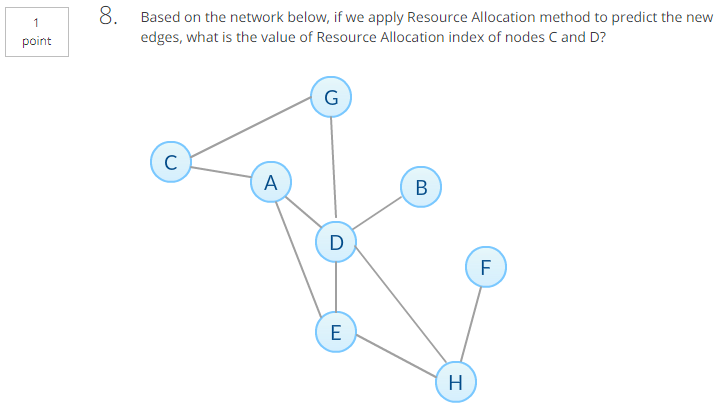 1
point
8.
Based on the network below, if we apply Resource Allocation method to predict the new
edges, what is the value of Resource Allocation index of nodes C and D?
G
C
A
B
D
F
E
H